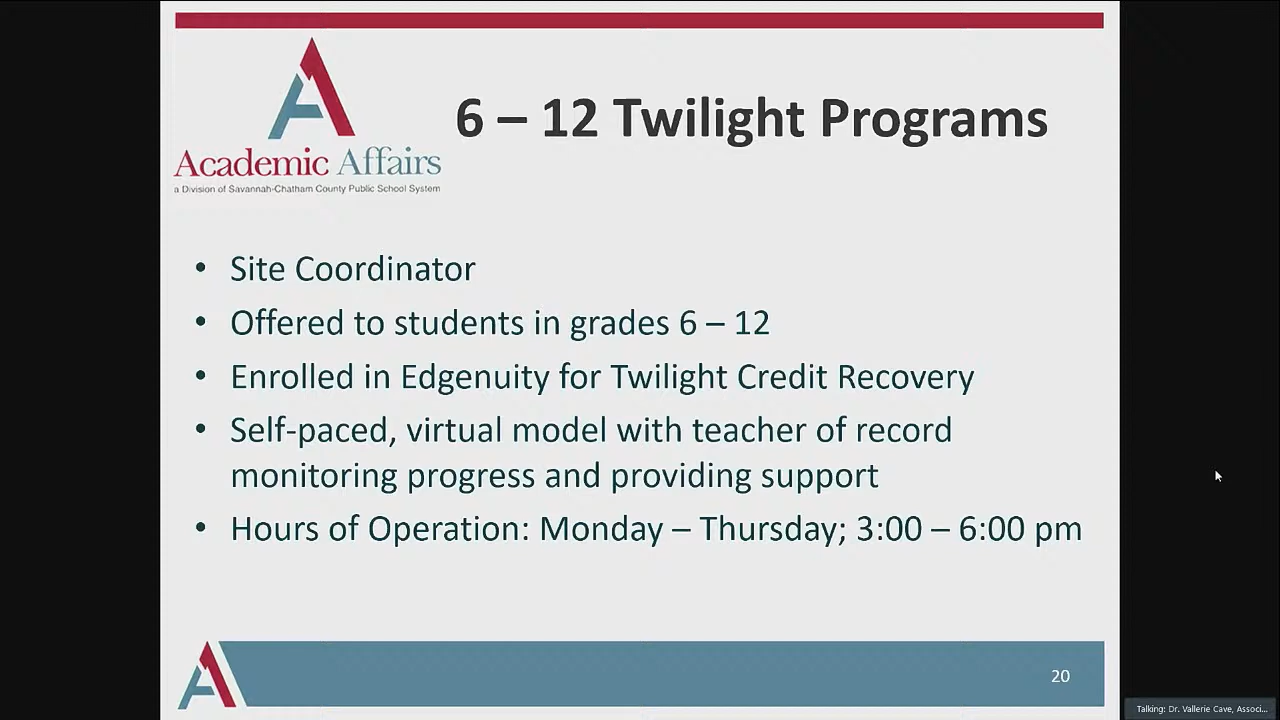 6 – 12 Twilight Programs
Academic Affairs
a Division of Savannah-Chatham County Public School System
• Site Coordinator
• Offered to students in grades 6 – 12
• Enrolled in Edgenuity for Twilight Credit Recovery
• Self-paced, virtual model with teacher of record
monitoring progress and providing support
• Hours of Operation: Monday – Thursday; 3:00 – 6:00 pm
20
Talking: Dr. Vallerie Cave, Associ...